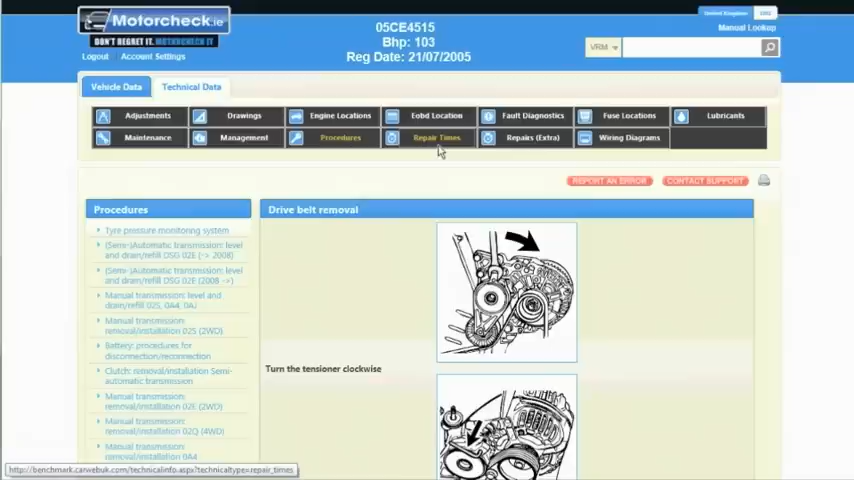 Motorcheck.ie
DON'T REGRET IT. MOTORCHECK IT
Logout Account Settings
05CE4515
Bhp: 103
Reg Date: 21/07/2005
United Kingdom
Manual Lookup
VRM
Vehicle Data Technical Data
Adjustments Drawings Engine Locations Eobd Location Fault Diagnostics Fuse Locations Lubricants
Maintenance Management Procedures Repair Times Repairs (Extra) Wiring Diagrams
REPORT AN ERROR CONTACT SUPPORT
Procedures
Tyre pressure monitoring system
(Semi-)Automatic transmission: level
and drain/refill DSG 02E (-> 2008)
(Semi-)Automatic transmission: level
and drain/refill DSG 02E (2008 ->)
Manual transmission: level and
drain/refill 02S, 0A4, 0AJ
Manual transmission:
removal/installation 02S (2WD)
Battery: procedures for
disconnection/reconnection
Clutch: removal/installation Semi-
automatic transmission
Manual transmission:
removal/installation 02E (2WD)
Manual transmission:
removal/installation 02Q (4WD)
Manual transmission:
removal/installation 0A4
Drive belt removal
Turn the tensioner clockwise
http://benchmark.carwebuk.com/technicalinfo.aspx?technicaltype=repair_times